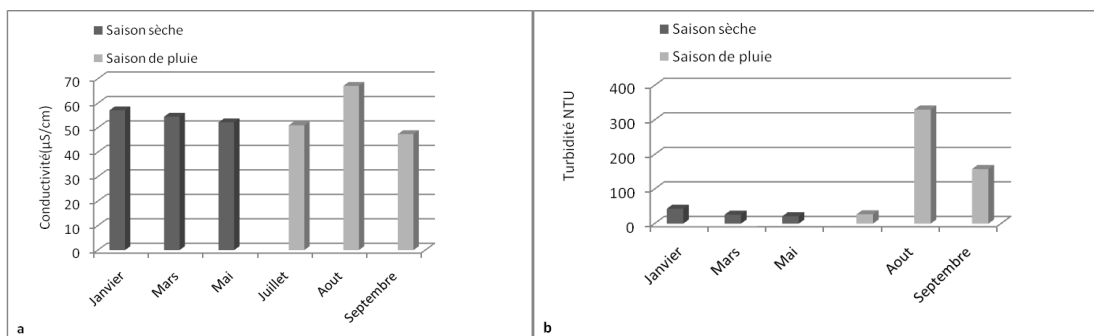 Saison sèche
Saison de pluie
Conductivité(µS/cm)
70
60
50
40
30
20
10
0
Janvier
Mars
Mai
Juillet
Aout
Septembre
a
Saison sèche
Saison de pluie
Turbidité NTU
400
300
200
100
0
Janvier
Mars
Mai
Aout
Septembre
b